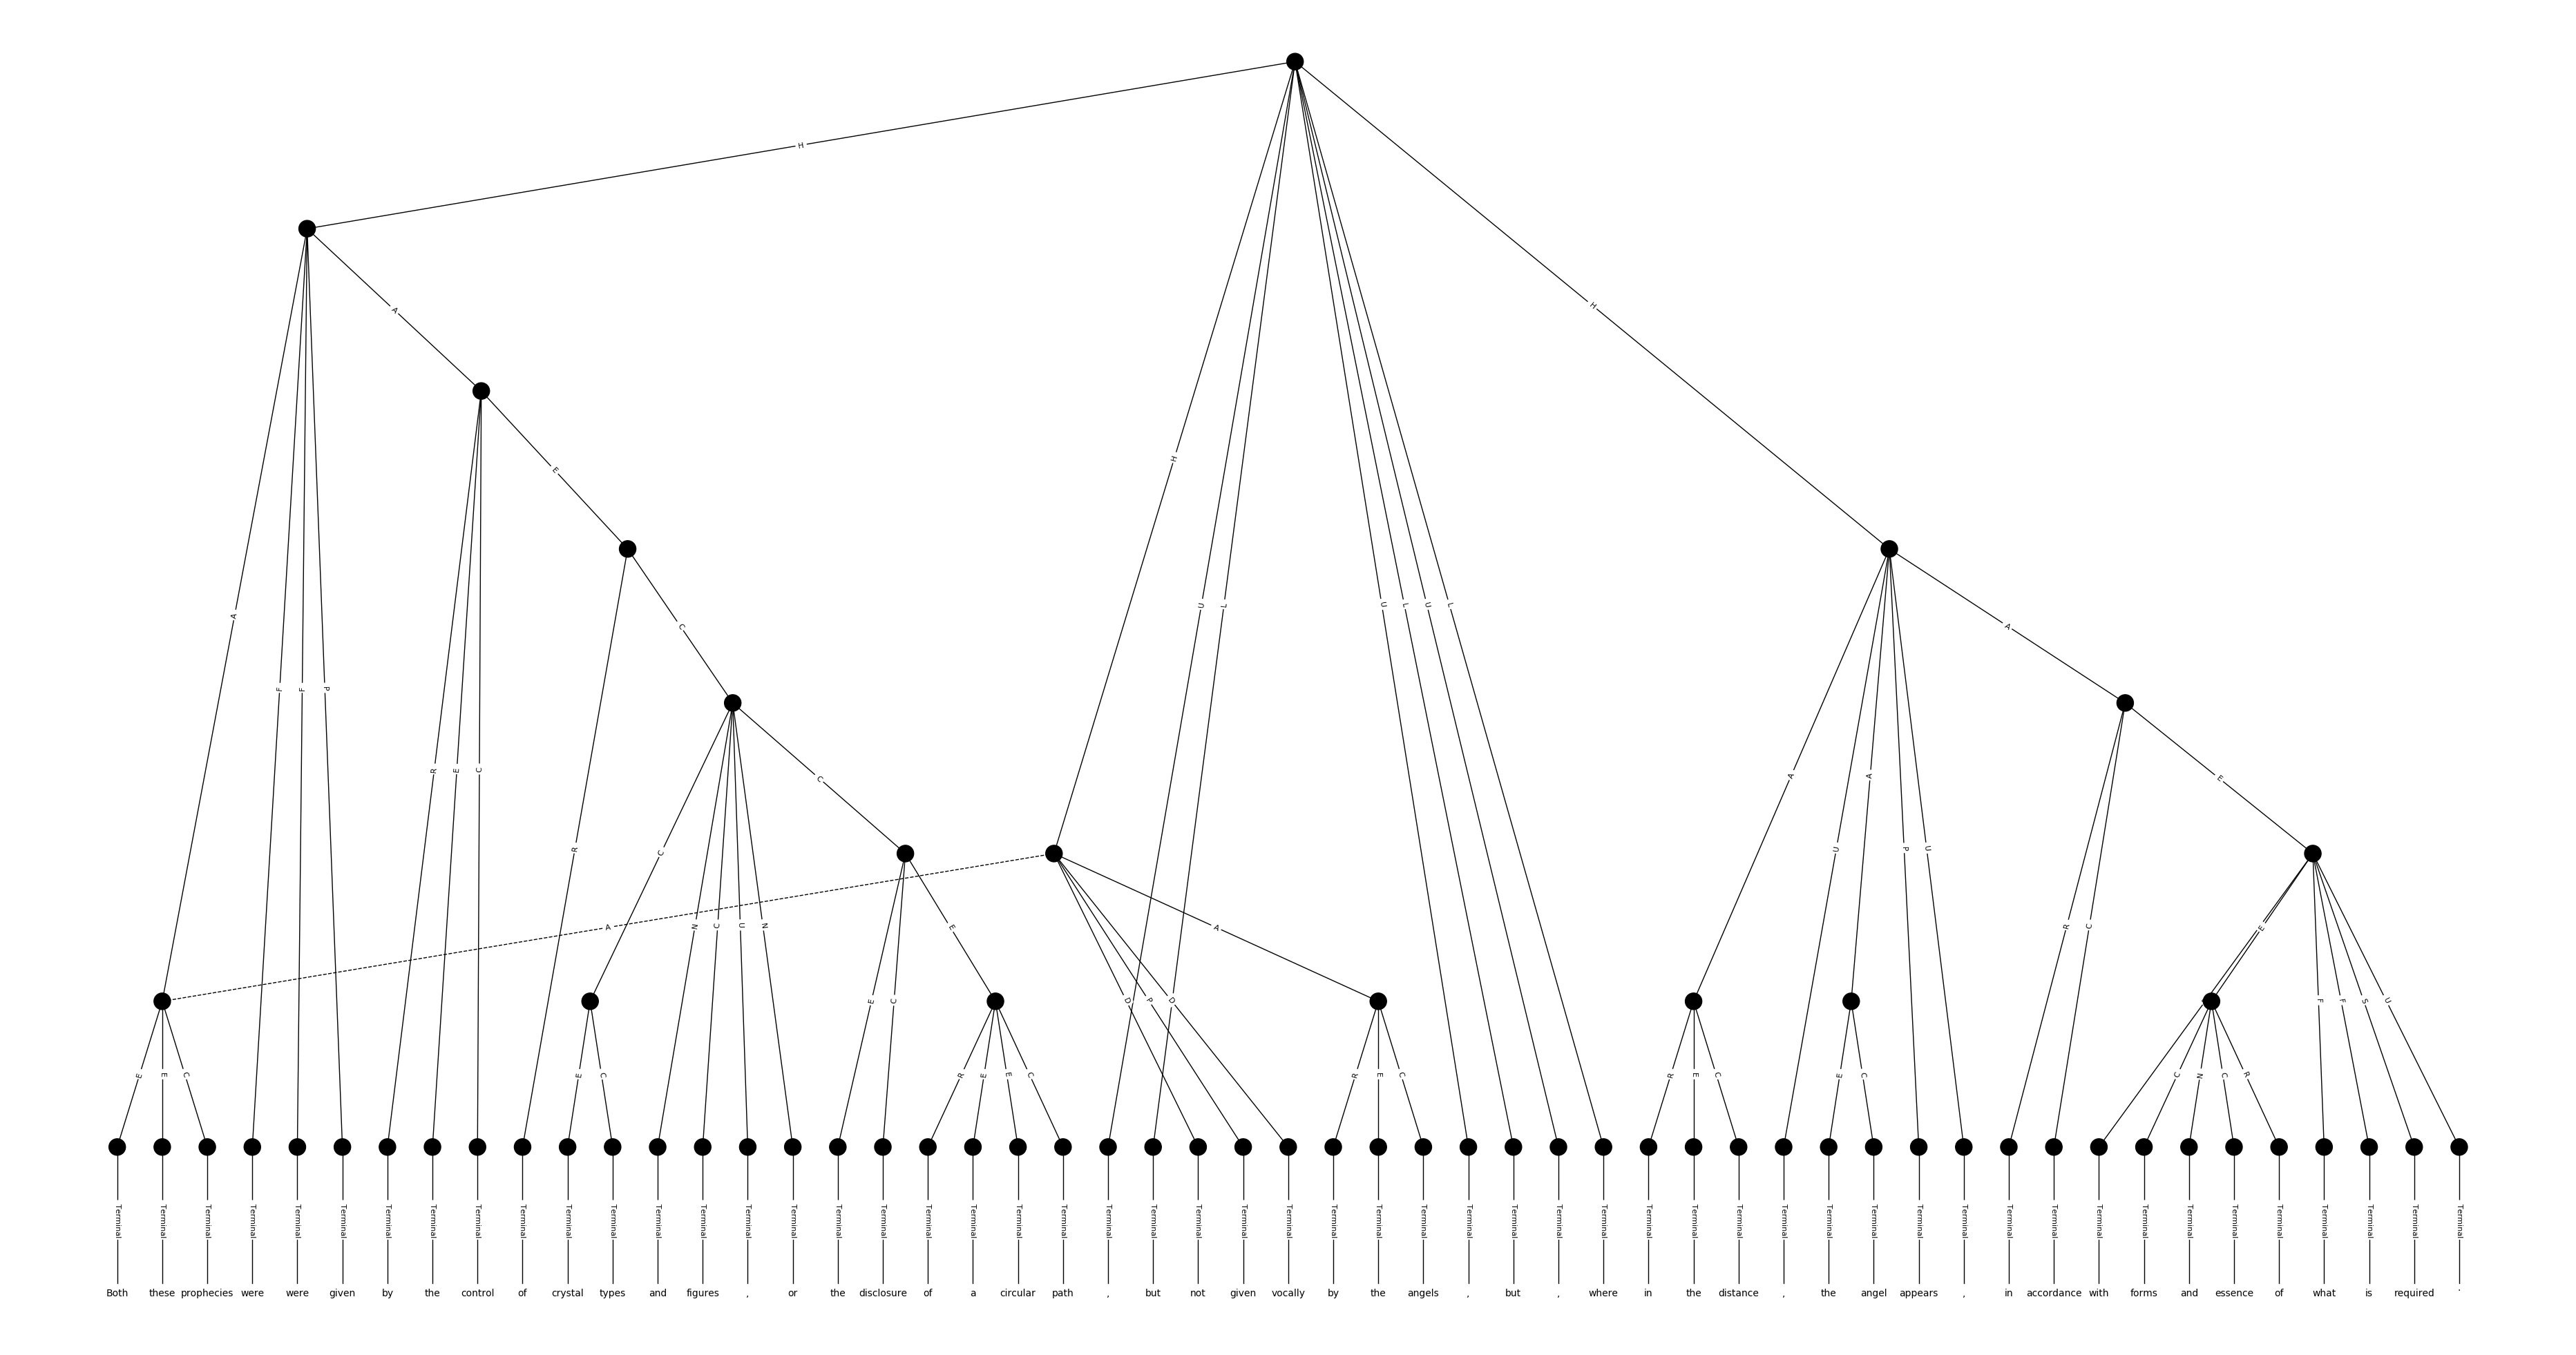 H
A
H
E
H
C
A
A
U
L
U
L
U
L
F
F
P
R
E
C
C
A
A
E
R
C
U
P
U
N
C
U
N
A
E
A
R
C
E
E
C
D
P
D
F
F
S
U
E
E
C
E
C
R
E
E
C
R
E
C
R
E
C
E
C
C
N
C
R
Terminal Terminal Terminal Terminal Terminal Terminal Terminal Terminal Terminal Terminal Terminal Terminal Terminal Terminal Terminal Terminal Terminal Terminal Terminal Terminal Terminal Terminal Terminal Terminal Terminal Terminal Terminal Terminal Terminal Terminal Terminal Terminal Terminal Terminal Terminal Terminal Terminal Terminal Terminal Terminal Terminal Terminal Terminal Terminal Terminal Terminal Terminal Terminal Terminal Terminal Terminal Terminal Terminal
Both these prophecies were were given by the control of crystal types and figures , or the disclosure of a circular path , but not given vocally by the angels , but , where in the distance , the angel appears , in accordance with forms and essence of what is required .